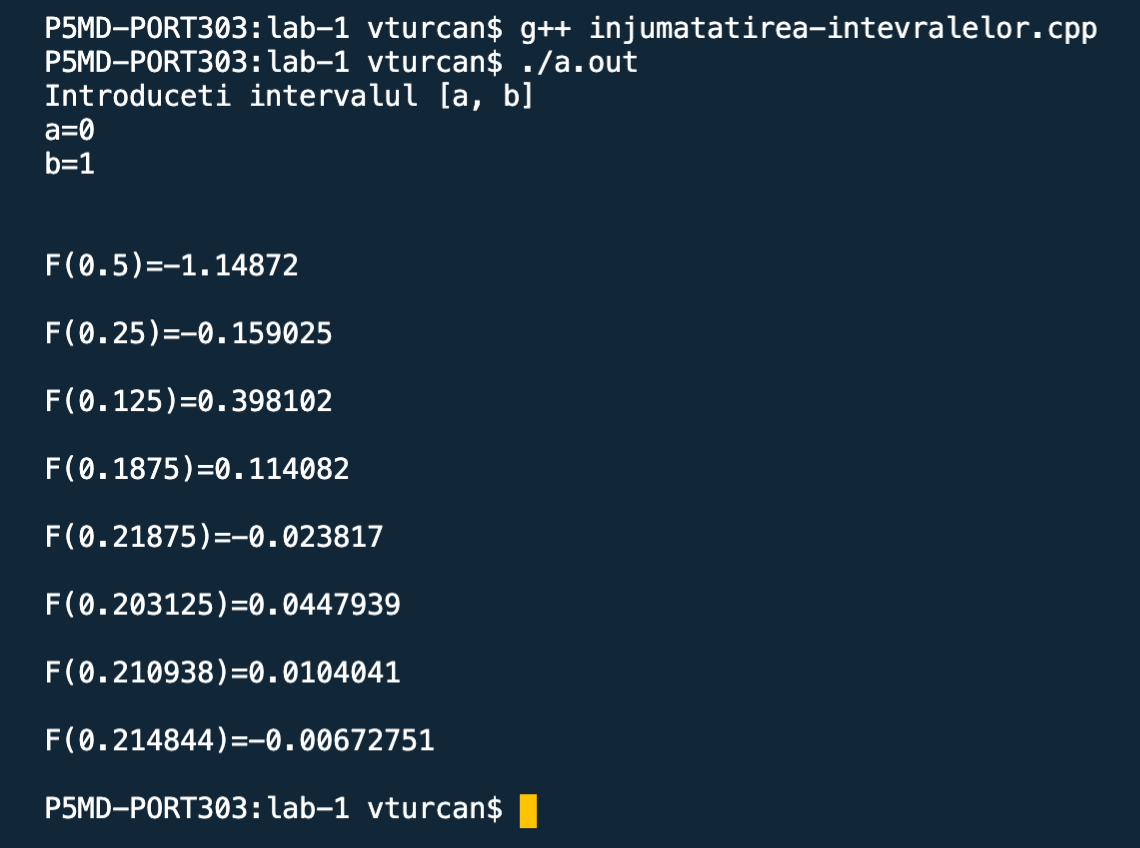 P5MD-PORT303:lab-1 vturcan$ g++ injumatatirea-intevralelor.cpp
P5MD-PORT303:lab-1 vturcan$ ./a.out
Introduceti intervalul [a, b]
a=0
b=1
F(0.5)=-1.14872
F(0.25)=-0.159025
F(0.125)=0.398102
F(0.1875)=0.114082
F(0.21875)=-0.023817
F(0.203125)=0.0447939
F(0.210938)=0.0104041
F(0.214844)=-0.00672751
P5MD-PORT303:lab-1 vturcan$